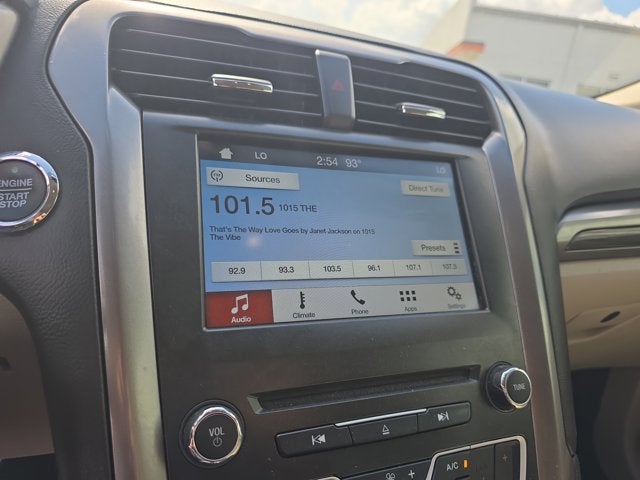 LO 2:54 93° LO
Sources
Direct Tune
101.5 1015 THE
That's The Way Love Goes by Janet Jackson on 1015
The Vibe
Presets
92.9 93.3 103.5 96.1 107.1 107.3
Audio Climate Phone Apps Settings
ENGINE
START
STOP
VOL
TUNE
A/C